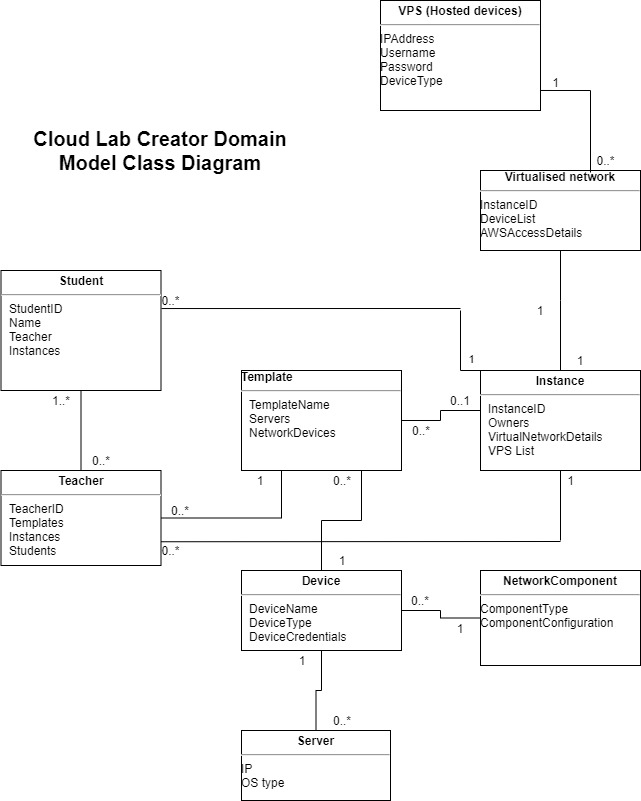 VPS (Hosted devices)
IPAddress
Username
Password
DeviceType
1
0..*
Cloud Lab Creator Domain
Model Class Diagram
Virtualised network
InstanceID
DeviceList
AWSAccessDetails
1
1
Student
StudentID
Name
Teacher
Instances
0..*
1
1..*
0..*
Template
TemplateName
Servers
NetworkDevices
0..1
0..*
Instance
InstanceID
Owners
VirtualNetworkDetails
VPS List
1
0..*
1
Teacher
TeacherID
Templates
Instances
Students
0..*
0..*
1
Device
DeviceName
DeviceType
DeviceCredentials
0..*
1
NetworkComponent
ComponentType
ComponentConfiguration
1
0..*
Server
IP
OS type